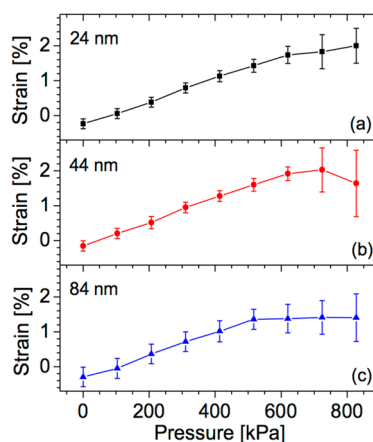 24 nm
Strain [%]
2
1
0
(a)
44 nm
Strain [%]
2
1
0
(b)
84 nm
Strain [%]
2
1
0
(c)
0 200 400 600 800
Pressure [kPa]